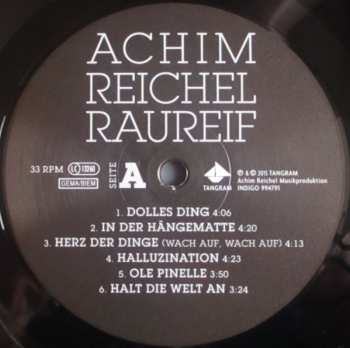 ACHIM
REICHEL
RAUREIF
33 RPM LC 13260
GEMA/BIEM
SEITE A
TANGRAM
℗ & © 2015 TANGRAM
Achim Reichel Musikproduktion
INDIGO 994791
1. DOLLES DING 4:06
2. IN DER HÄNGEMATTE 4:20
3. HERZ DER DINGE (WACH AUF, WACH AUF) 4:13
4. HALLUZINATION 4:23
5. OLE PINELLE 3:50
6. HALT DIE WELT AN 3:24